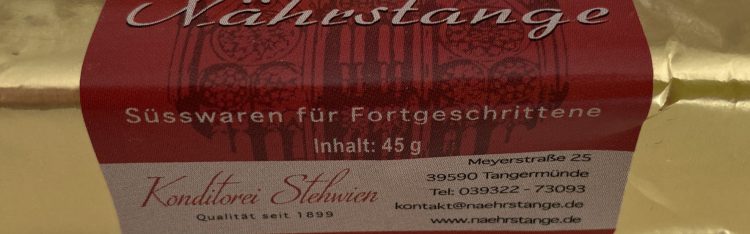 Nährstange
Süsswaren für Fortgeschrittene
Inhalt: 45 g
Konditorei Stehwien
Qualität seit 1899
Meyerstraße 25
39590 Tangermünde
Tel: 039322 - 73093
kontakt@naehrstange.de
www.naehrstange.de